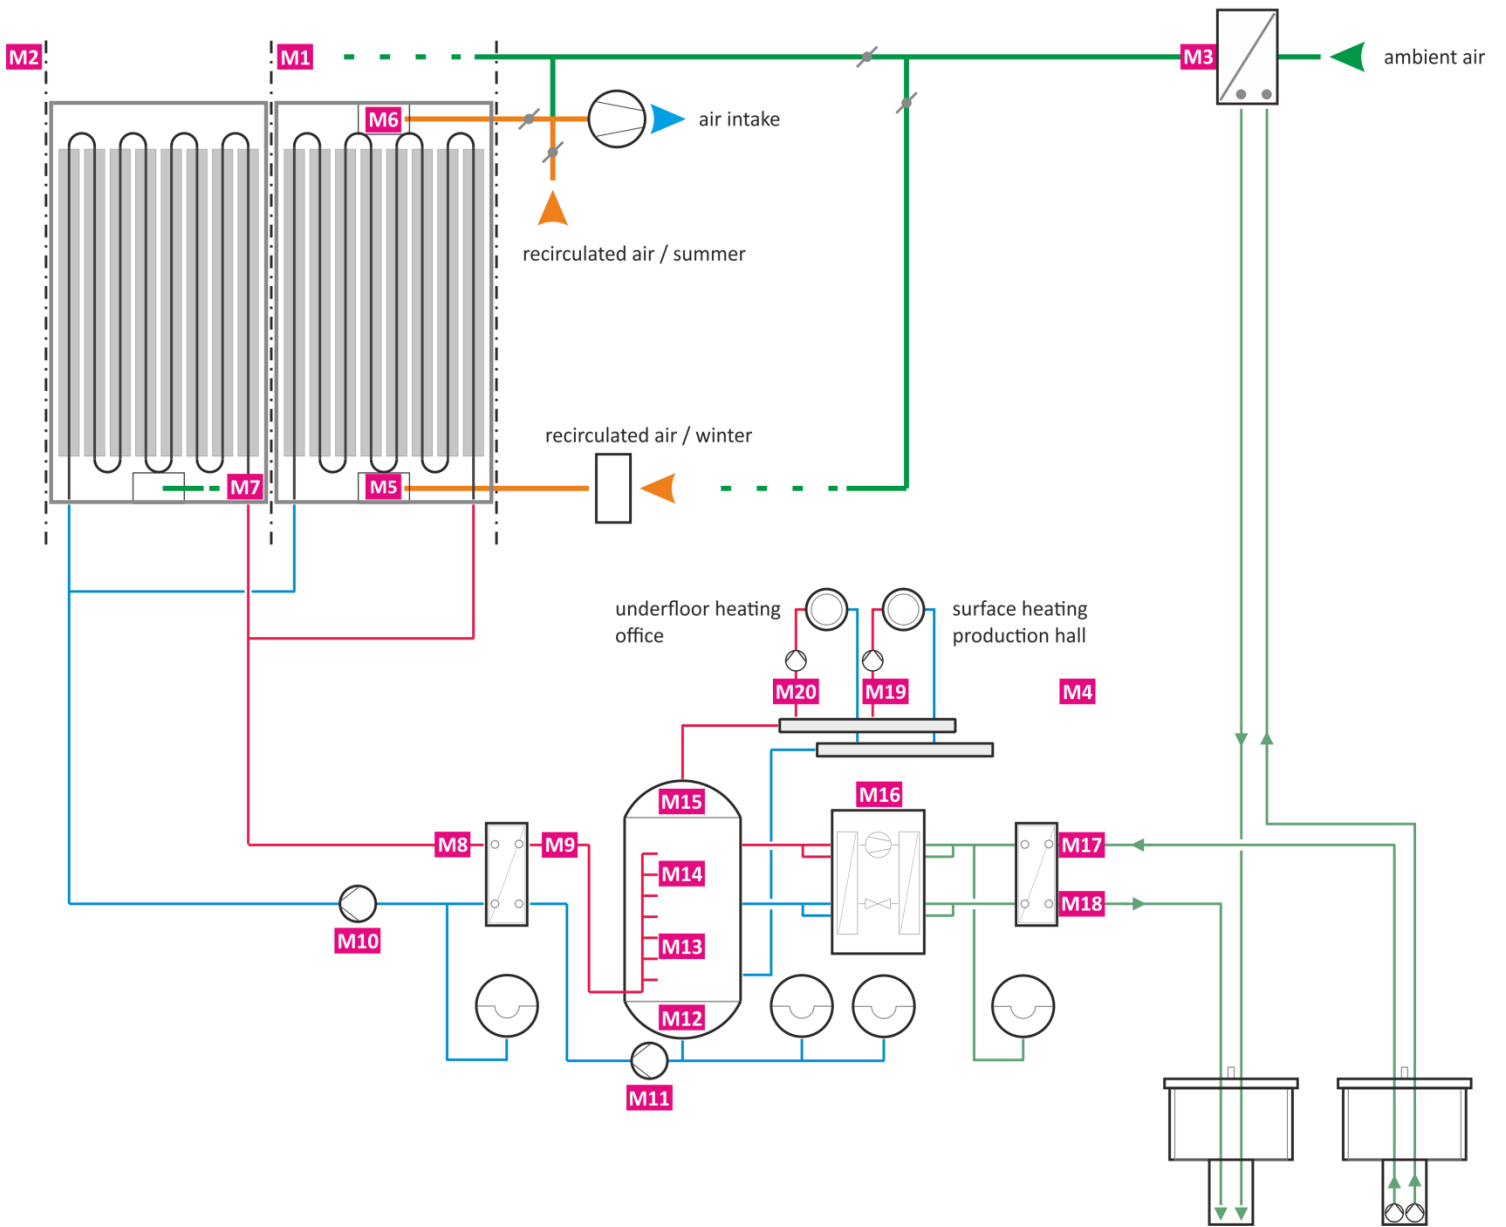 M2
M1
M3
ambient air
M6
air intake
recirculated air / summer
recirculated air / winter
M7
M5
underfloor heating
office
surface heating
production hall
M20
M19
M4
M15
M16
M8
M9
M17
M14
M18
M10
M13
M12
M11